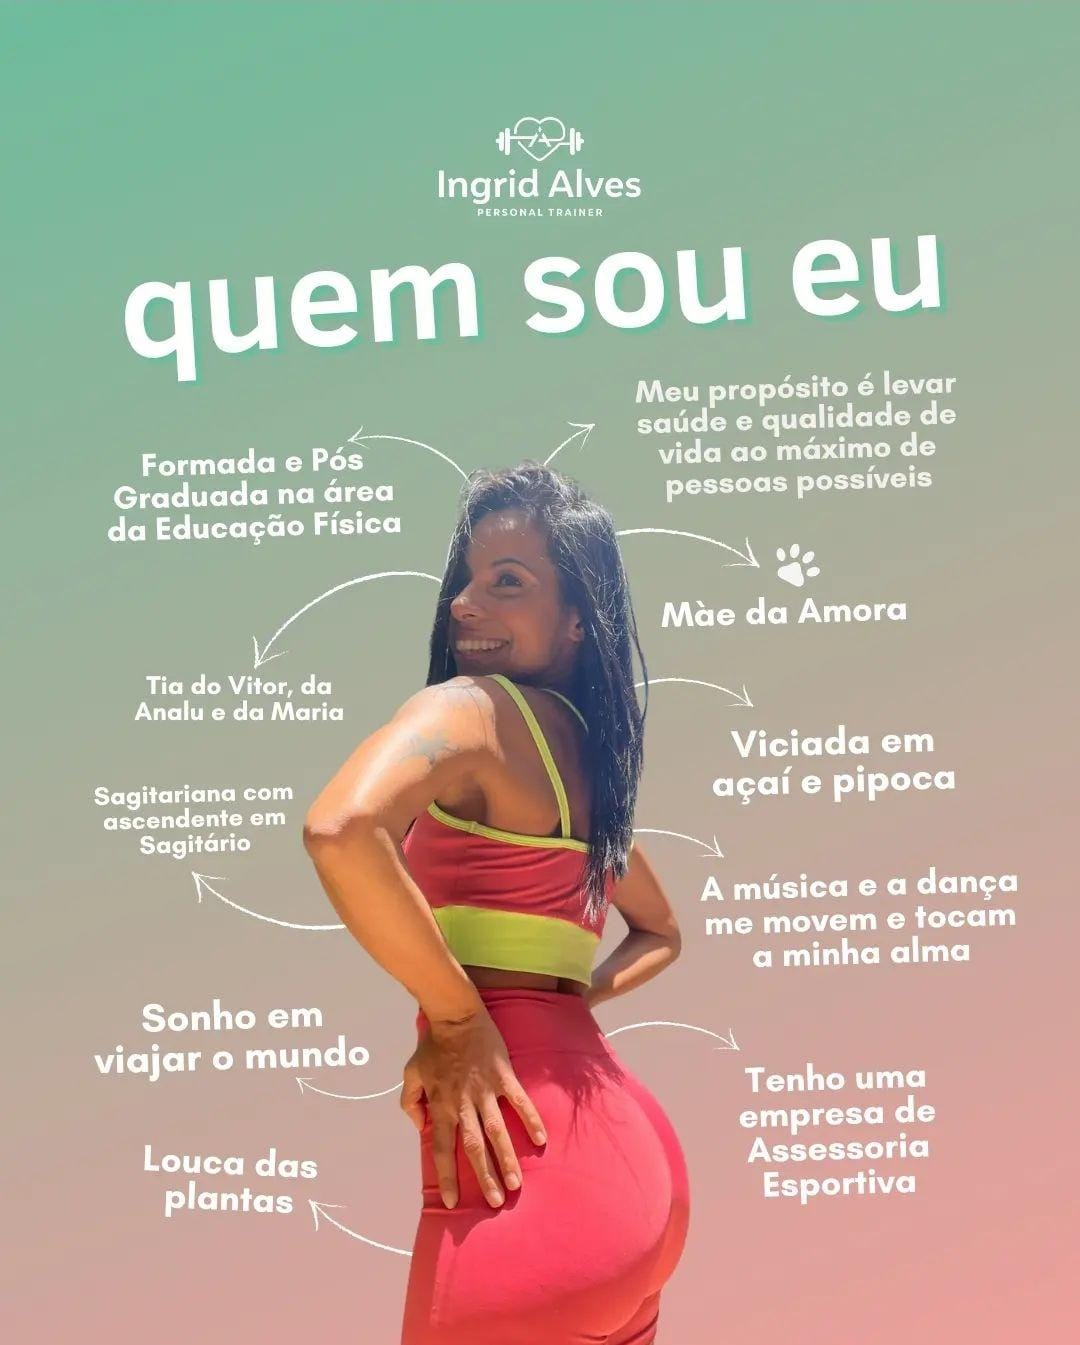 Ingrid Alves
PERSONAL TRAINER
quem sou eu
Meu propósito é levar
saúde e qualidade de
vida ao máximo de
pessoas possíveis
Formada e Pós
Graduada na área
da Educação Física
Màe da Amora
Tia do Vitor, da
Analu e da Maria
Viciada em
açaí e pipoca
Sagitariana com
ascendente em
Sagitário
A música e a dança
me movem e tocam
a minha alma
Sonho em
viajar o mundo
Tenho uma
empresa de
Assessoria
Esportiva
Louca das
plantas